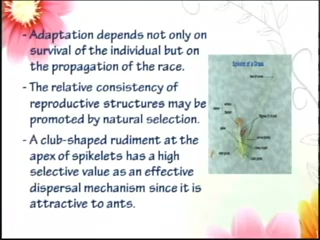 - Adaptation depends not only on
survival of the individual but on
the propagation of the race.
- The relative consistency of
reproductive structures may be
promoted by natural selection.
- A club-shaped rudiment at the
apex of spikelets has a high
selective value as an effective
dispersal mechanism since it is
attractive to ants.
Spikelet of a Grass